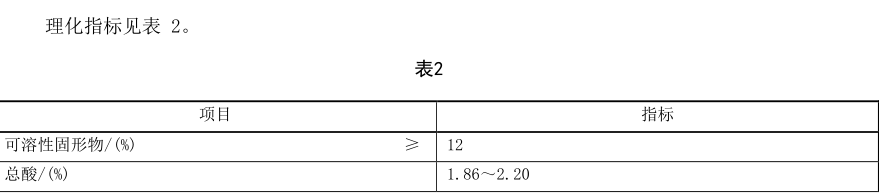 理化指标见表 2。
表2
项目 指标
可溶性固形物/(%) ≥ 12
总酸/(%) 1.86～2.20